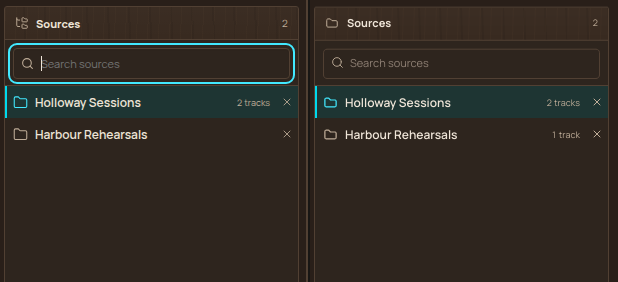 Sources 2
Search sources
Holloway Sessions 2 tracks ×
Harbour Rehearsals ×
Sources 2
Search sources
Holloway Sessions 2 tracks ×
Harbour Rehearsals 1 track ×